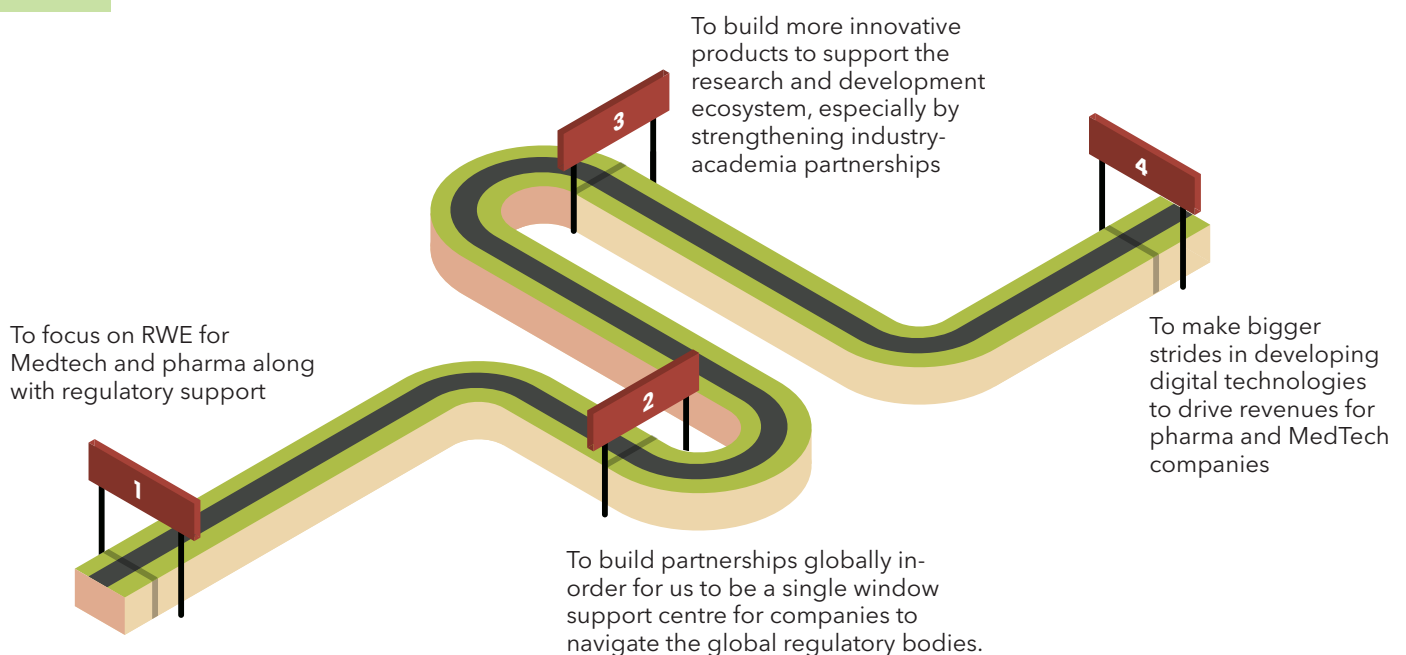 1
To focus on RWE for
Medtech and pharma along
with regulatory support
2
To build partnerships globally in-
order for us to be a single window
support centre for companies to
navigate the global regulatory bodies.
3
To build more innovative
products to support the
research and development
ecosystem, especially by
strengthening industry-
academia partnerships
4
To make bigger
strides in developing
digital technologies
to drive revenues for
pharma and MedTech
companies